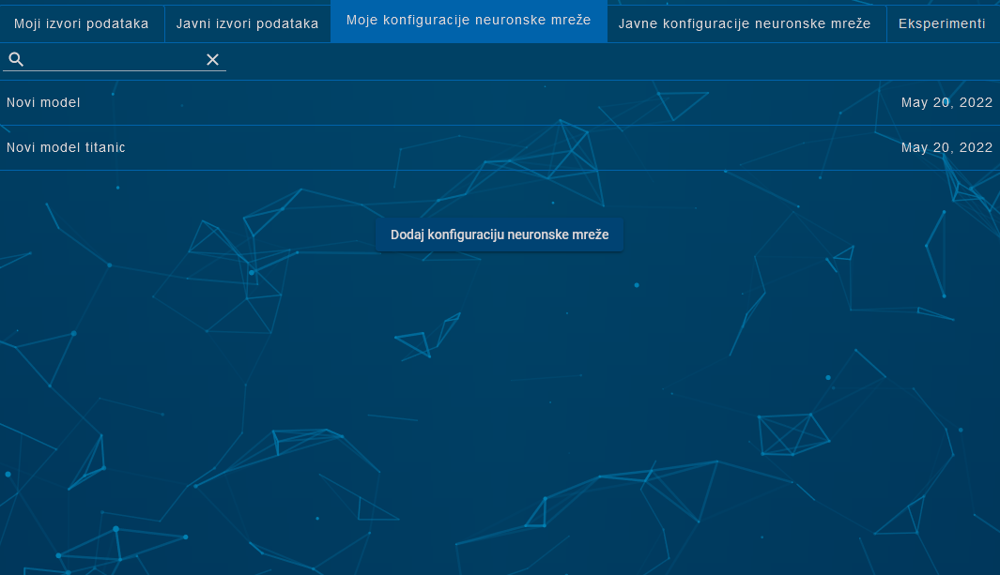 Moji izvori podataka
Javni izvori podataka
Moje konfiguracije neuronske mreže
Javne konfiguracije neuronske mreže
Eksperimenti
Novi model May 20, 2022
Novi model titanic May 20, 2022
Dodaj konfiguraciju neuronske mreže